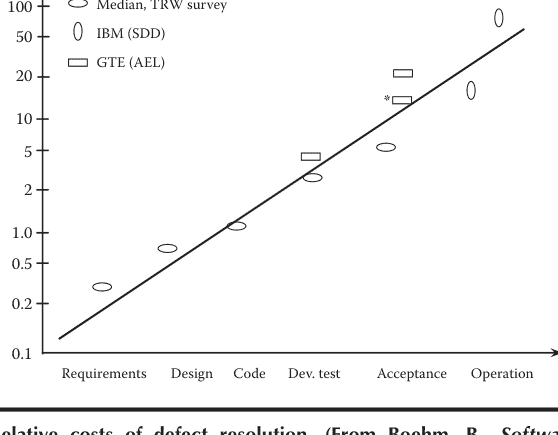 100
Median, TRW survey
50
IBM (SDD)
GTE (AEL)
20
*
10
5
2
1.0
0.5
0.2
0.1
Requirements Design Code Dev. test Acceptance Operation
elative costs of defect resolution. (From Boehm, B., Softwa